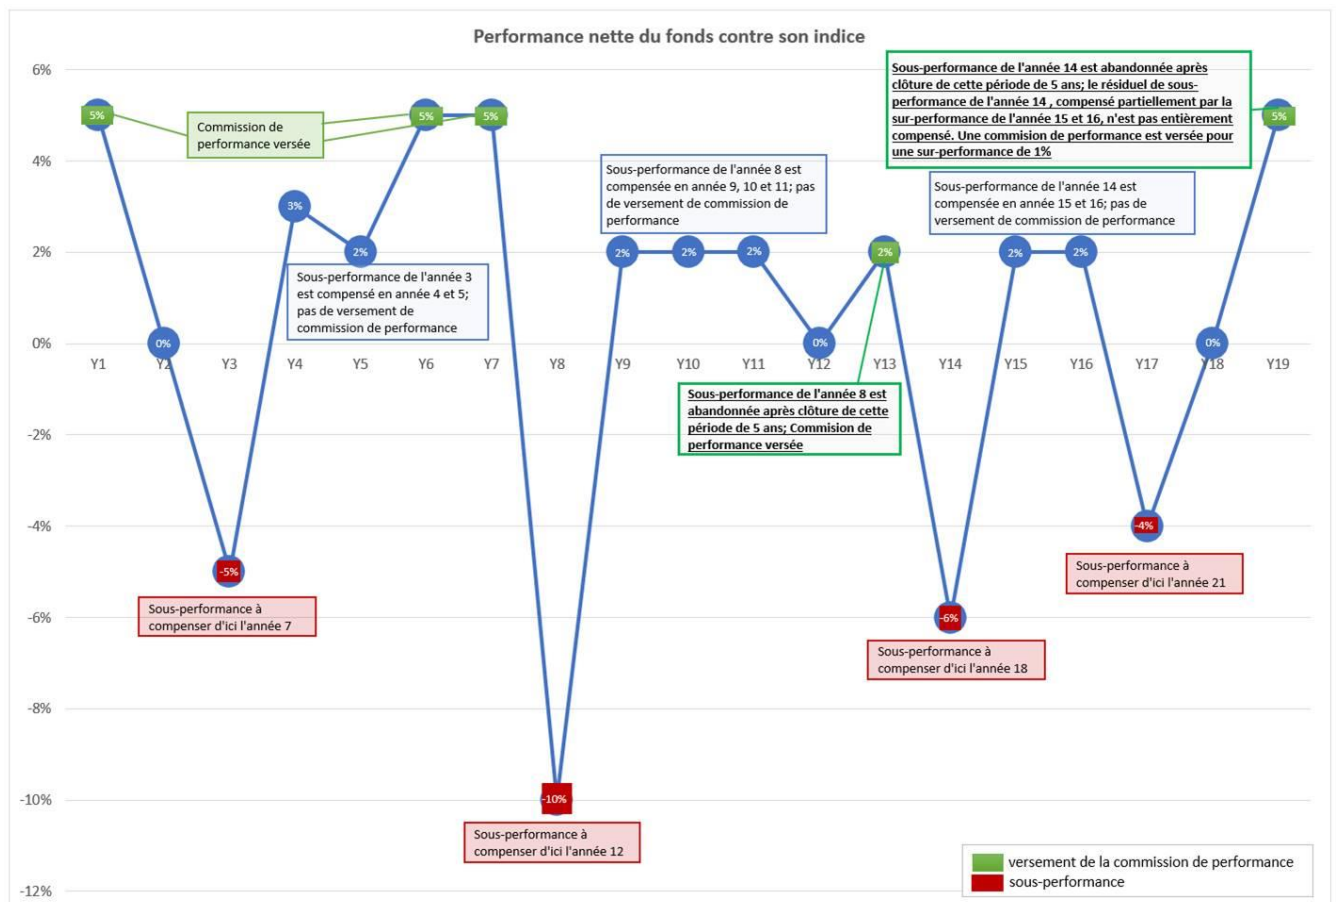 Performance nette du fonds contre son indice
6%
4%
2%
0%
-2%
-4%
-6%
-8%
-10%
-12%
Y1
Y2
Y3
Y4
Y5
Y6
Y7
Y8
Y9
Y10
Y11
Y12
Y13
Y14
Y15
Y16
Y17
Y18
Y19
5%
0%
-5%
3%
2%
5%
5%
-10%
2%
2%
2%
0%
2%
-6%
2%
2%
-4%
0%
5%
Commission de
performance versée
Sous-performance de l'année 3
est compensé en année 4 et 5;
pas de versement de
commission de performance
Sous-performance à
compenser d'ici l'année 7
Sous-performance à
compenser d'ici l'année 12
Sous-performance de l'année 8 est
compensée en année 9, 10 et 11; pas
de versement de commission de
performance
Sous-performance de l'année 8 est
abandonnée après clôture de cette
période de 5 ans; Commision de
performance versée
Sous-performance à
compenser d'ici l'année 18
Sous-performance de l'année 14 est
compensée en année 15 et 16; pas de
versement de commission de performance
Sous-performance de l'année 14 est abandonnée après
clôture de cette période de 5 ans; le résiduel de sous-
performance de l'année 14 , compensé partiellement par la
sur-performance de l'année 15 et 16, n'est pas entièrement
compensé. Une commision de performance est versée pour
une sur-performance de 1%
Sous-performance à
compenser d'ici l'année 21
versement de la commission de performance
sous-performance